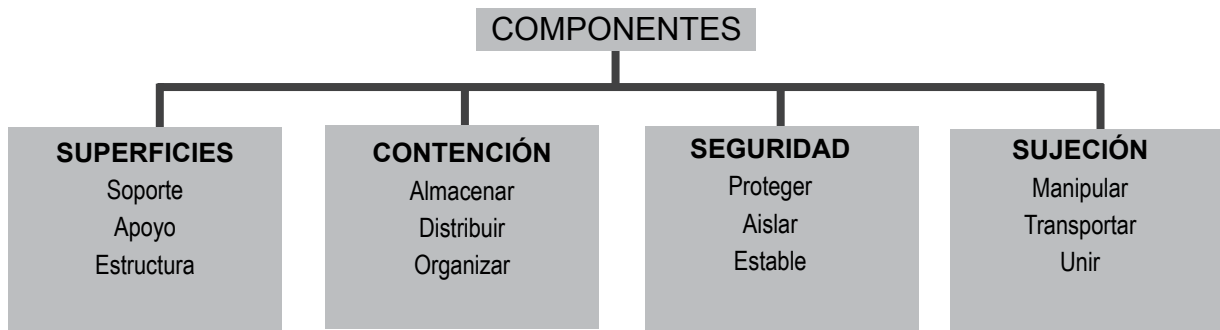 COMPONENTES
SUPERFICIES
Soporte
Apoyo
Estructura
CONTENCIÓN
Almacenar
Distribuir
Organizar
SEGURIDAD
Proteger
Aislar
Estable
SUJECIÓN
Manipular
Transportar
Unir